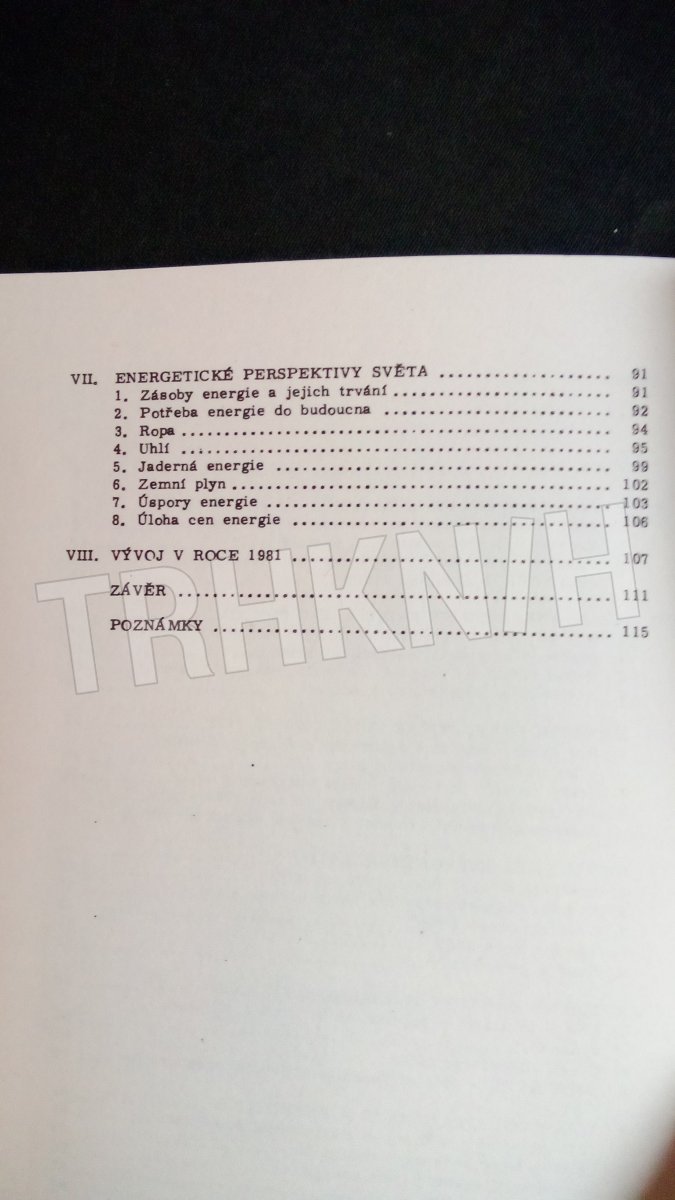 VII. ENERGETICKÉ PERSPEKTIVY SVĚTA .................... 91
1. Zásoby energie a jejich trvání ......................... 91
2. Potřeba energie do budoucna ........................... 92
3. Ropa ................................................. 94
4. Uhlí ................................................. 95
5. Jaderná energie ...................................... 99
6. Zemní plyn ........................................... 102
7. Úspory energie ....................................... 103
8. Úloha cen energie .................................... 106
VIII. VÝVOJ V ROCE 1981 .................................... 107
ZÁVĚR ................................................. 111
POZNÁMKY .............................................. 115
TRHKNIH